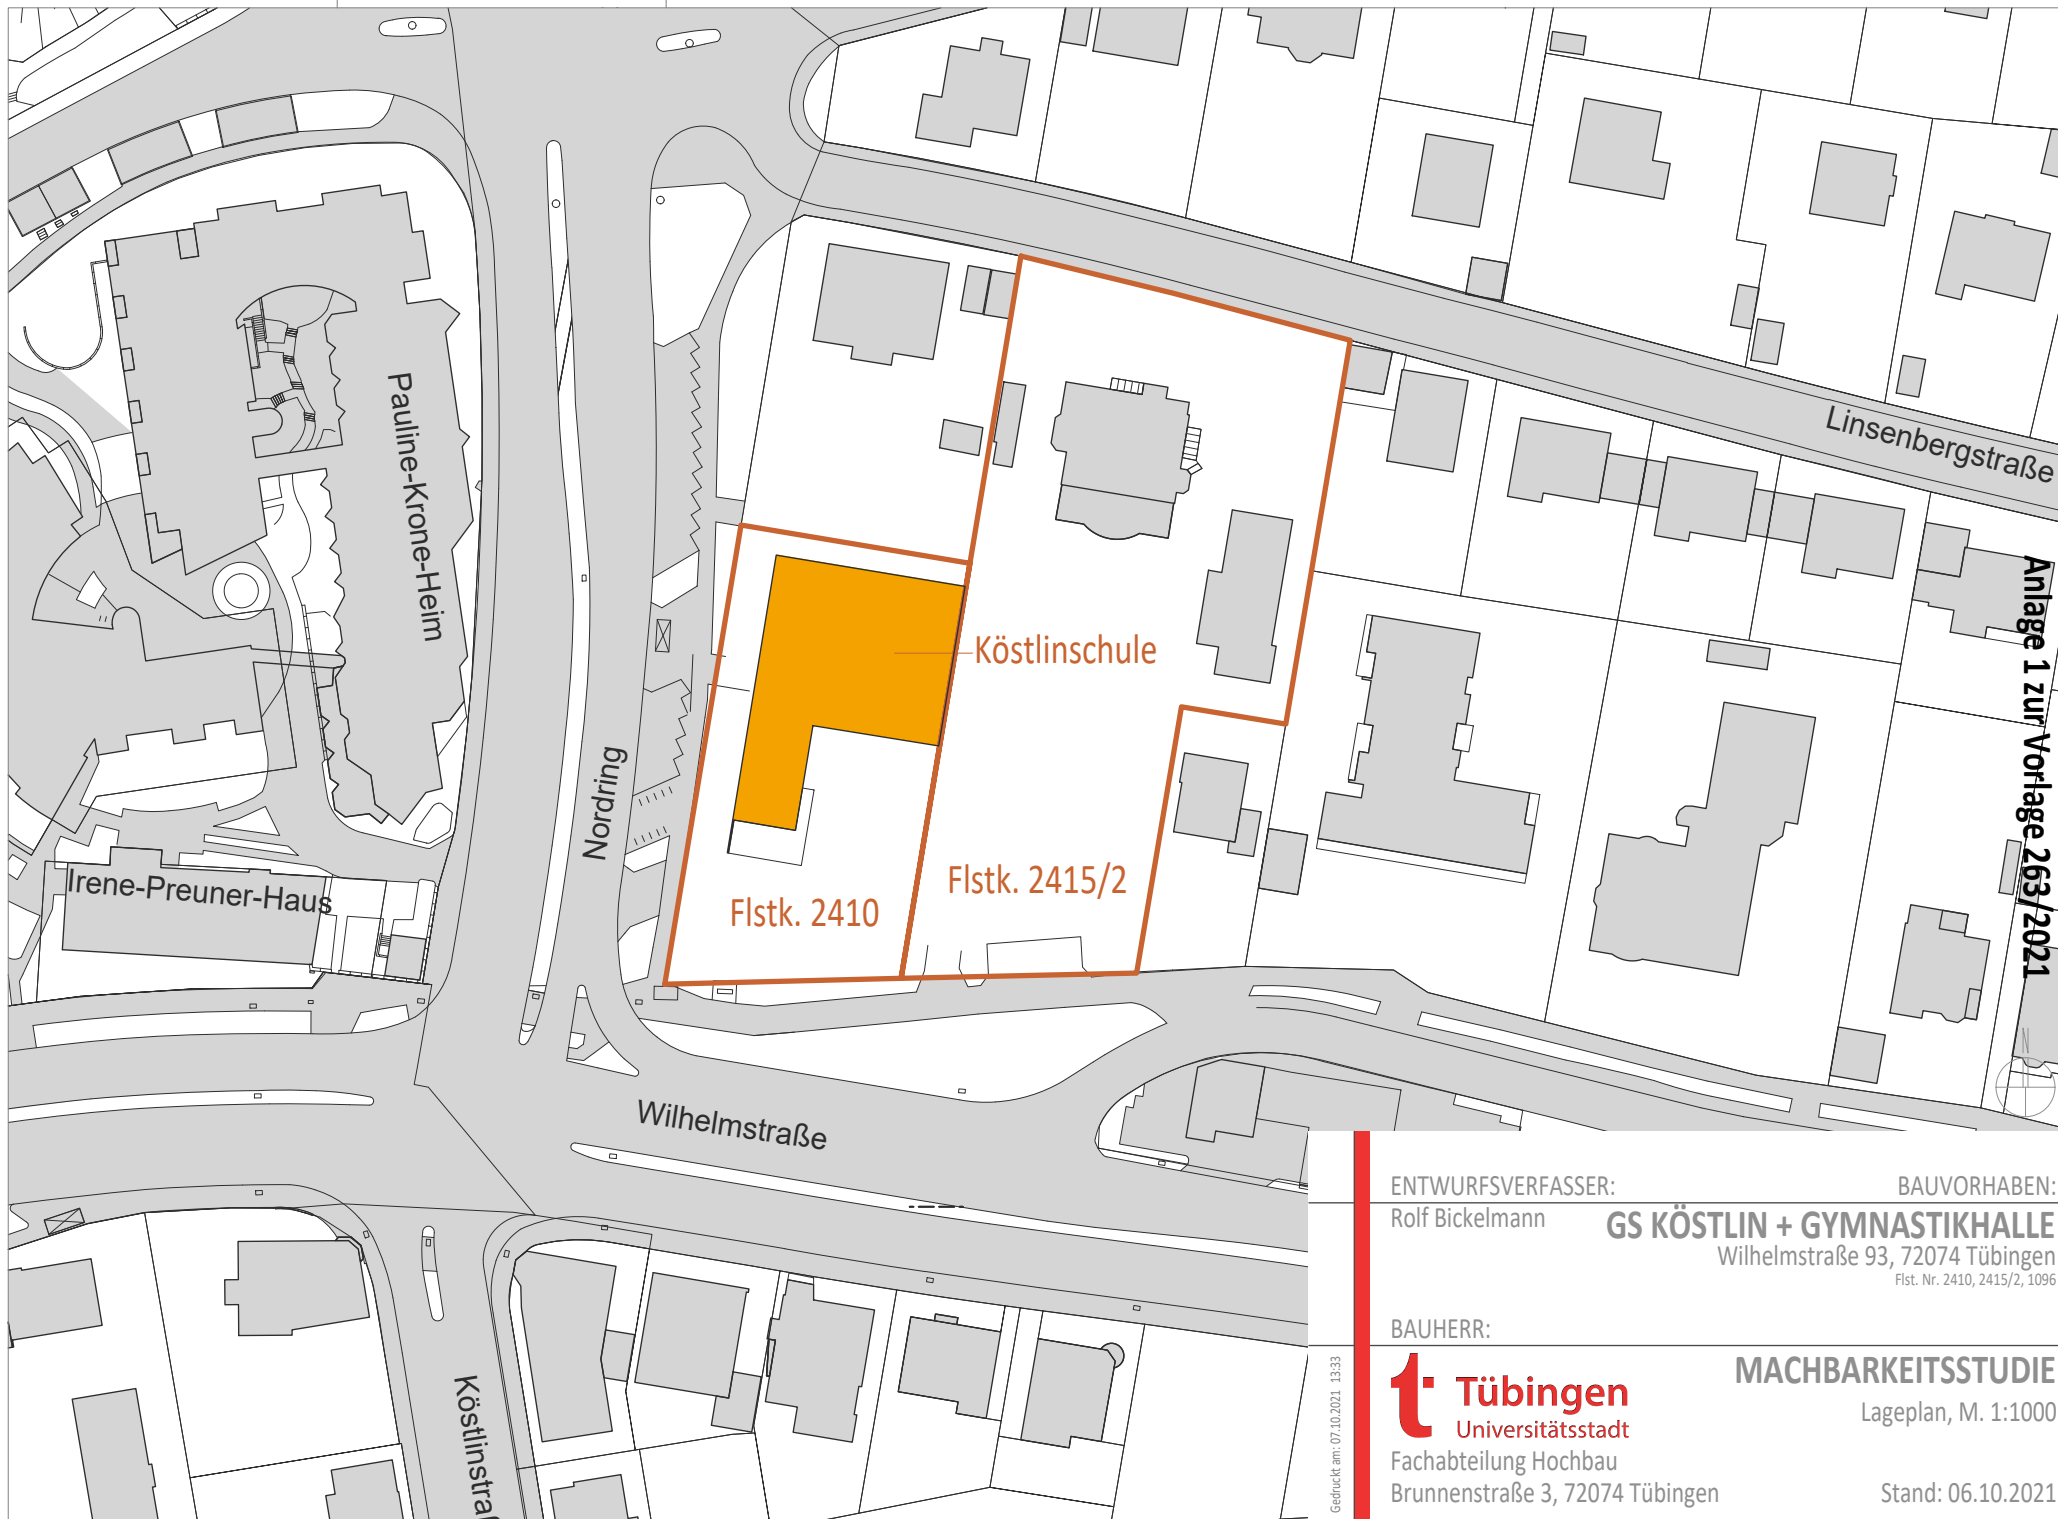 Linsenbergstraße
Pauline-Krone-Heim
Köstlinschule
Anlage 1 zur Vorlage 263/2021
Nordring
Flstk. 2415/2
Flstk. 2410
Irene-Preuner-Haus
N
Wilhelmstraße
Köstlinstraß
ENTWURFSVERFASSER:
Rolf Bickelmann
BAUVORHABEN:
GS KÖSTLIN + GYMNASTIKHALLE
Wilhelmstraße 93, 72074 Tübingen
Flst. Nr. 2410, 2415/2, 1096
BAUHERR:
t Tübingen
Universitätsstadt
Fachabteilung Hochbau
Brunnenstraße 3, 72074 Tübingen
MACHBARKEITSSTUDIE
Lageplan, M. 1:1000
Stand: 06.10.2021
Gedruckt am: 07.10.2021 13:33